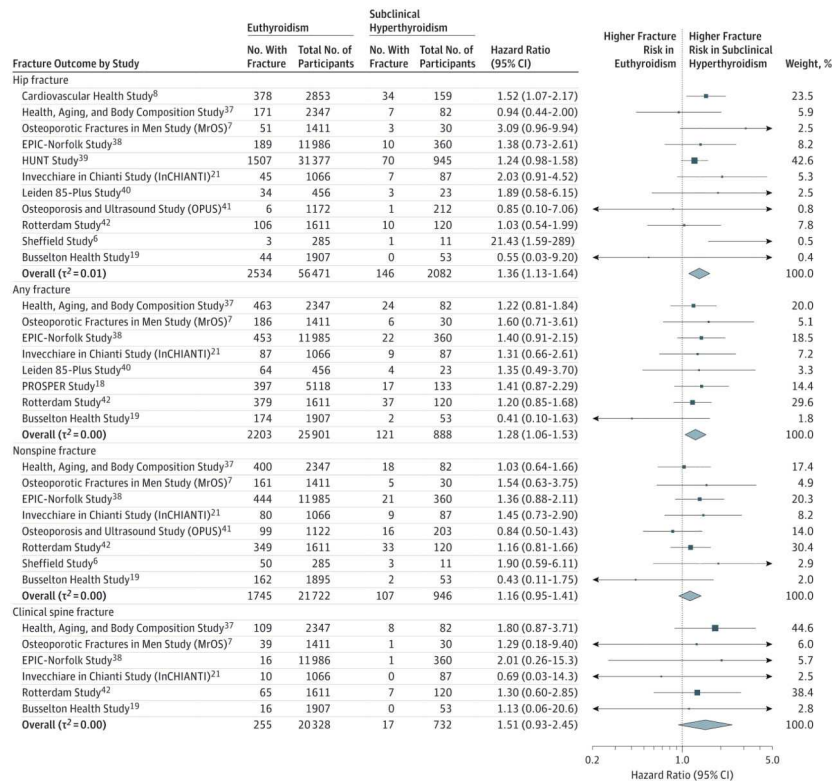 Euthyroidism
Subclinical Hyperthyroidism
Higher Fracture Risk in Euthyroidism
Higher Fracture Risk in Subclinical Hyperthyroidism
Fracture Outcome by Study No. With Fracture Total No. of Participants No. With Fracture Total No. of Participants Hazard Ratio (95% CI) Weight, %
Hip fracture
Cardiovascular Health Study8 378 2853 34 159 1.52 (1.07-2.17) 23.5
Health, Aging, and Body Composition Study37 171 2347 7 82 0.94 (0.44-2.00) 5.9
Osteoporotic Fractures in Men Study (MrOS)7 51 1411 3 30 3.09 (0.96-9.94) 2.5
EPIC-Norfolk Study38 189 11986 10 360 1.38 (0.73-2.61) 8.2
HUNT Study39 1507 31377 70 945 1.24 (0.98-1.58) 42.6
Invecchiare in Chianti Study (InCHIANTI)21 45 1066 7 87 2.03 (0.91-4.52) 5.3
Leiden 85-Plus Study40 34 456 3 23 1.89 (0.58-6.15) 2.5
Osteoporosis and Ultrasound Study (OPUS)41 6 1172 1 212 0.85 (0.10-7.06) 0.8
Rotterdam Study42 106 1611 10 120 1.03 (0.54-1.99) 7.8
Sheffield Study6 3 285 1 11 21.43 (1.59-289) 0.5
Busselton Health Study19 44 1907 0 53 0.55 (0.03-9.20) 0.4
Overall (τ2 = 0.01) 2534 56471 146 2082 1.36 (1.13-1.64) 100.0
Any fracture
Health, Aging, and Body Composition Study37 463 2347 24 82 1.22 (0.81-1.84) 20.0
Osteoporotic Fractures in Men Study (MrOS)7 186 1411 6 30 1.60 (0.71-3.61) 5.1
EPIC-Norfolk Study38 453 11985 22 360 1.40 (0.91-2.15) 18.5
Invecchiare in Chianti Study (InCHIANTI)21 87 1066 9 87 1.31 (0.66-2.61) 7.2
Leiden 85-Plus Study40 64 456 4 23 1.35 (0.49-3.70) 3.3
PROSPER Study18 397 5118 17 133 1.41 (0.87-2.29) 14.4
Rotterdam Study42 379 1611 37 120 1.20 (0.85-1.68) 29.6
Busselton Health Study19 174 1907 2 53 0.41 (0.10-1.63) 1.8
Overall (τ2 = 0.00) 2203 25901 121 888 1.28 (1.06-1.53) 100.0
Nonspine fracture
Health, Aging, and Body Composition Study37 400 2347 18 82 1.03 (0.64-1.66) 17.4
Osteoporotic Fractures in Men Study (MrOS)7 161 1411 5 30 1.54 (0.63-3.75) 4.9
EPIC-Norfolk Study38 444 11985 21 360 1.36 (0.88-2.11) 20.3
Invecchiare in Chianti Study (InCHIANTI)21 80 1066 9 87 1.45 (0.73-2.90) 8.2
Osteoporosis and Ultrasound Study (OPUS)41 99 1122 16 203 0.84 (0.50-1.43) 14.0
Rotterdam Study42 349 1611 33 120 1.16 (0.81-1.66) 30.4
Sheffield Study6 50 285 3 11 1.90 (0.59-6.11) 2.9
Busselton Health Study19 162 1895 2 53 0.43 (0.11-1.75) 2.0
Overall (τ2 = 0.00) 1745 21722 107 946 1.16 (0.95-1.41) 100.0
Clinical spine fracture
Health, Aging, and Body Composition Study37 109 2347 8 82 1.80 (0.87-3.71) 44.6
Osteoporotic Fractures in Men Study (MrOS)7 39 1411 1 30 1.29 (0.18-9.40) 6.0
EPIC-Norfolk Study38 16 11986 1 360 2.01 (0.26-15.3) 5.7
Invecchiare in Chianti Study (InCHIANTI)21 10 1066 0 87 0.69 (0.03-14.3) 2.5
Rotterdam Study42 65 1611 7 120 1.30 (0.60-2.85) 38.4
Busselton Health Study19 16 1907 0 53 1.13 (0.06-20.6) 2.8
Overall (τ2 = 0.00) 255 20328 17 732 1.51 (0.93-2.45) 100.0
0.2 1.0 5.0
Hazard Ratio (95% CI)